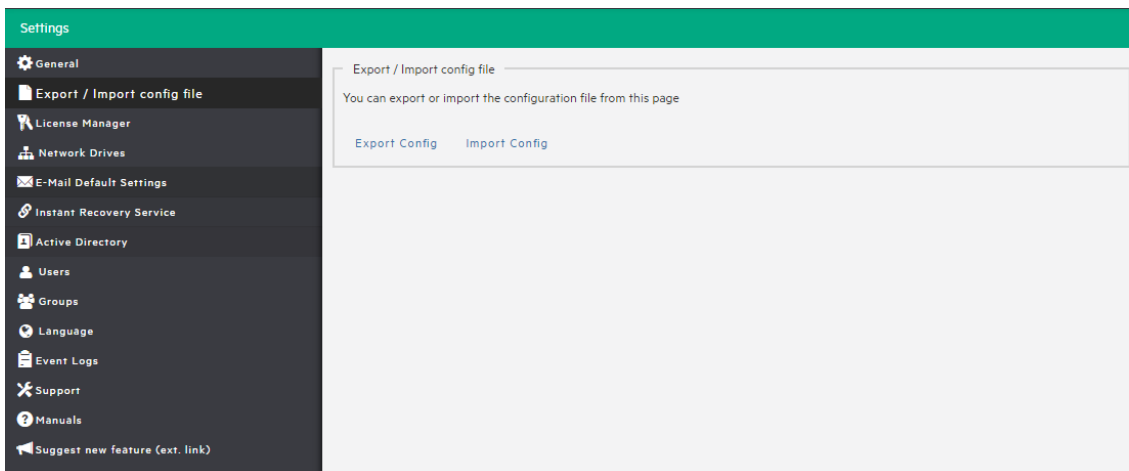 Settings
General
Export / Import config file
License Manager
Network Drives
E-Mail Default Settings
Instant Recovery Service
Active Directory
Users
Groups
Language
Event Logs
Support
Manuals
Suggest new feature (ext. link)
Export / Import config file
You can export or import the configuration file from this page
Export Config Import Config